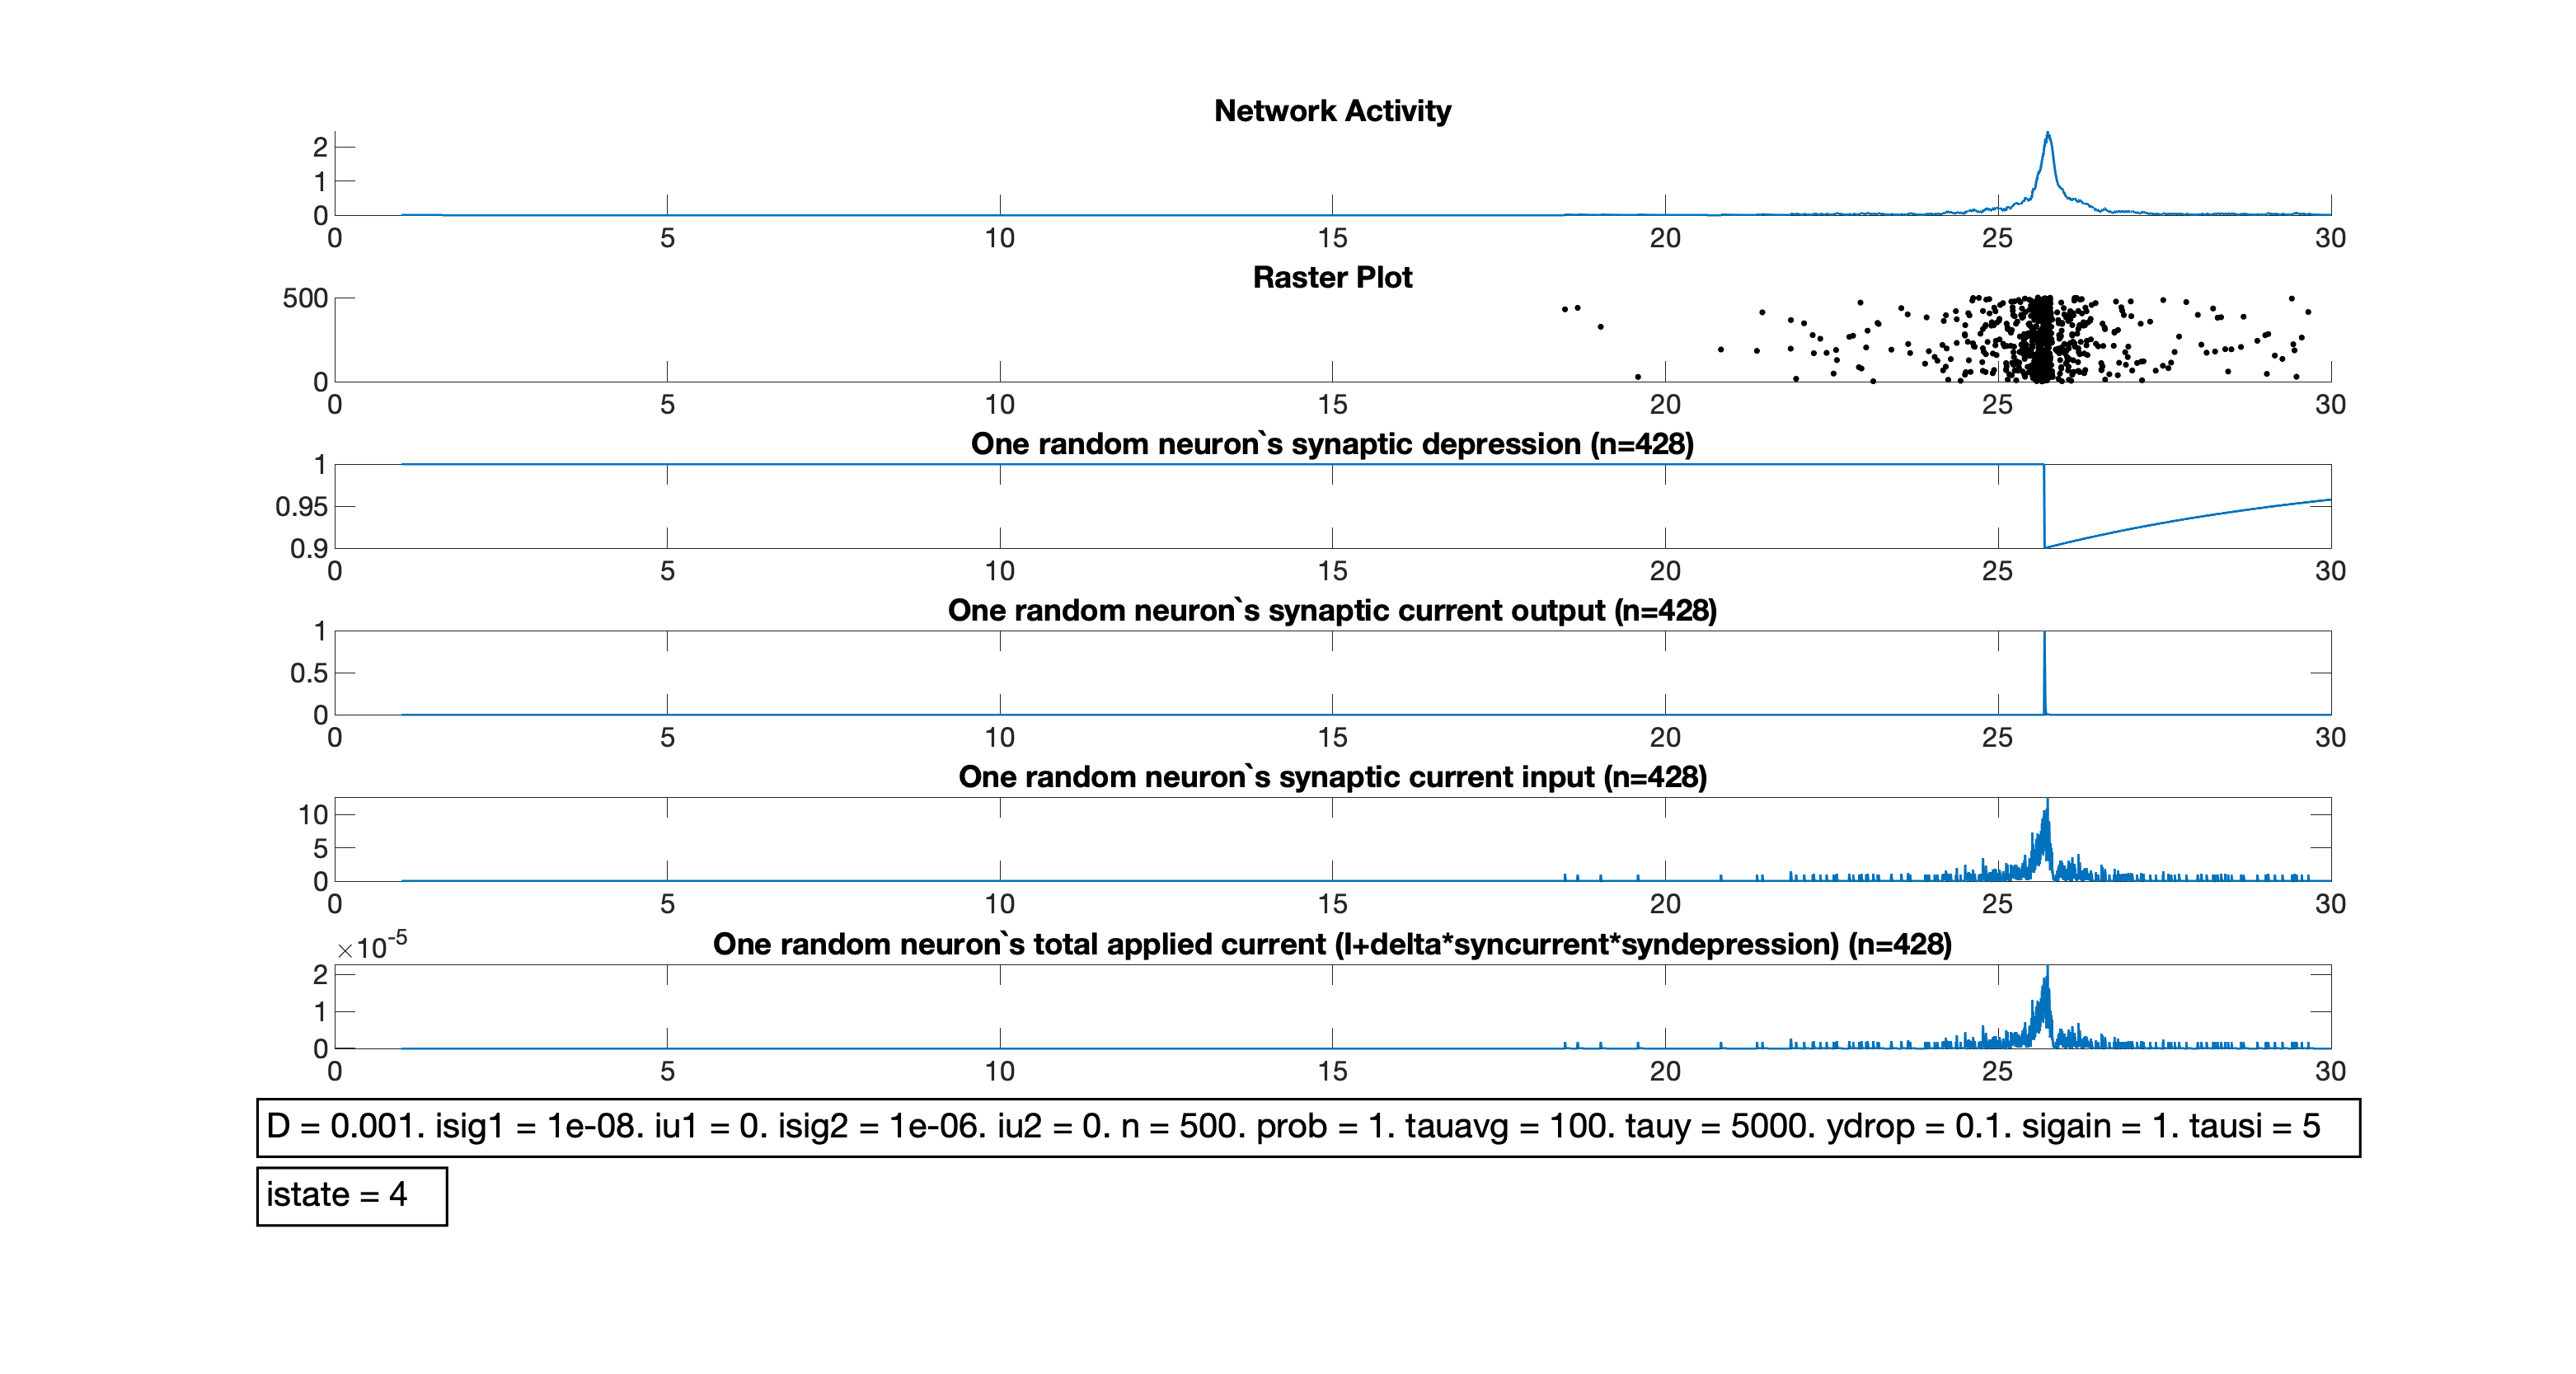 Network Activity
2
1
0
0 5 10 15 20 25 30
Raster Plot
500
0
0 5 10 15 20 25 30
One random neuron`s synaptic depression (n=428)
1
0.95
0.9
0 5 10 15 20 25 30
One random neuron`s synaptic current output (n=428)
1
0.5
0
0 5 10 15 20 25 30
One random neuron`s synaptic current input (n=428)
10
5
0
0 5 10 15 20 25 30
×10-5
One random neuron`s total applied current (I+delta*syncurrent*syndepression) (n=428)
2
1
0
0 5 10 15 20 25 30
D = 0.001. isig1 = 1e-08. iu1 = 0. isig2 = 1e-06. iu2 = 0. n = 500. prob = 1. tauavg = 100. tauy = 5000. ydrop = 0.1. sigain = 1. tausi = 5
istate = 4